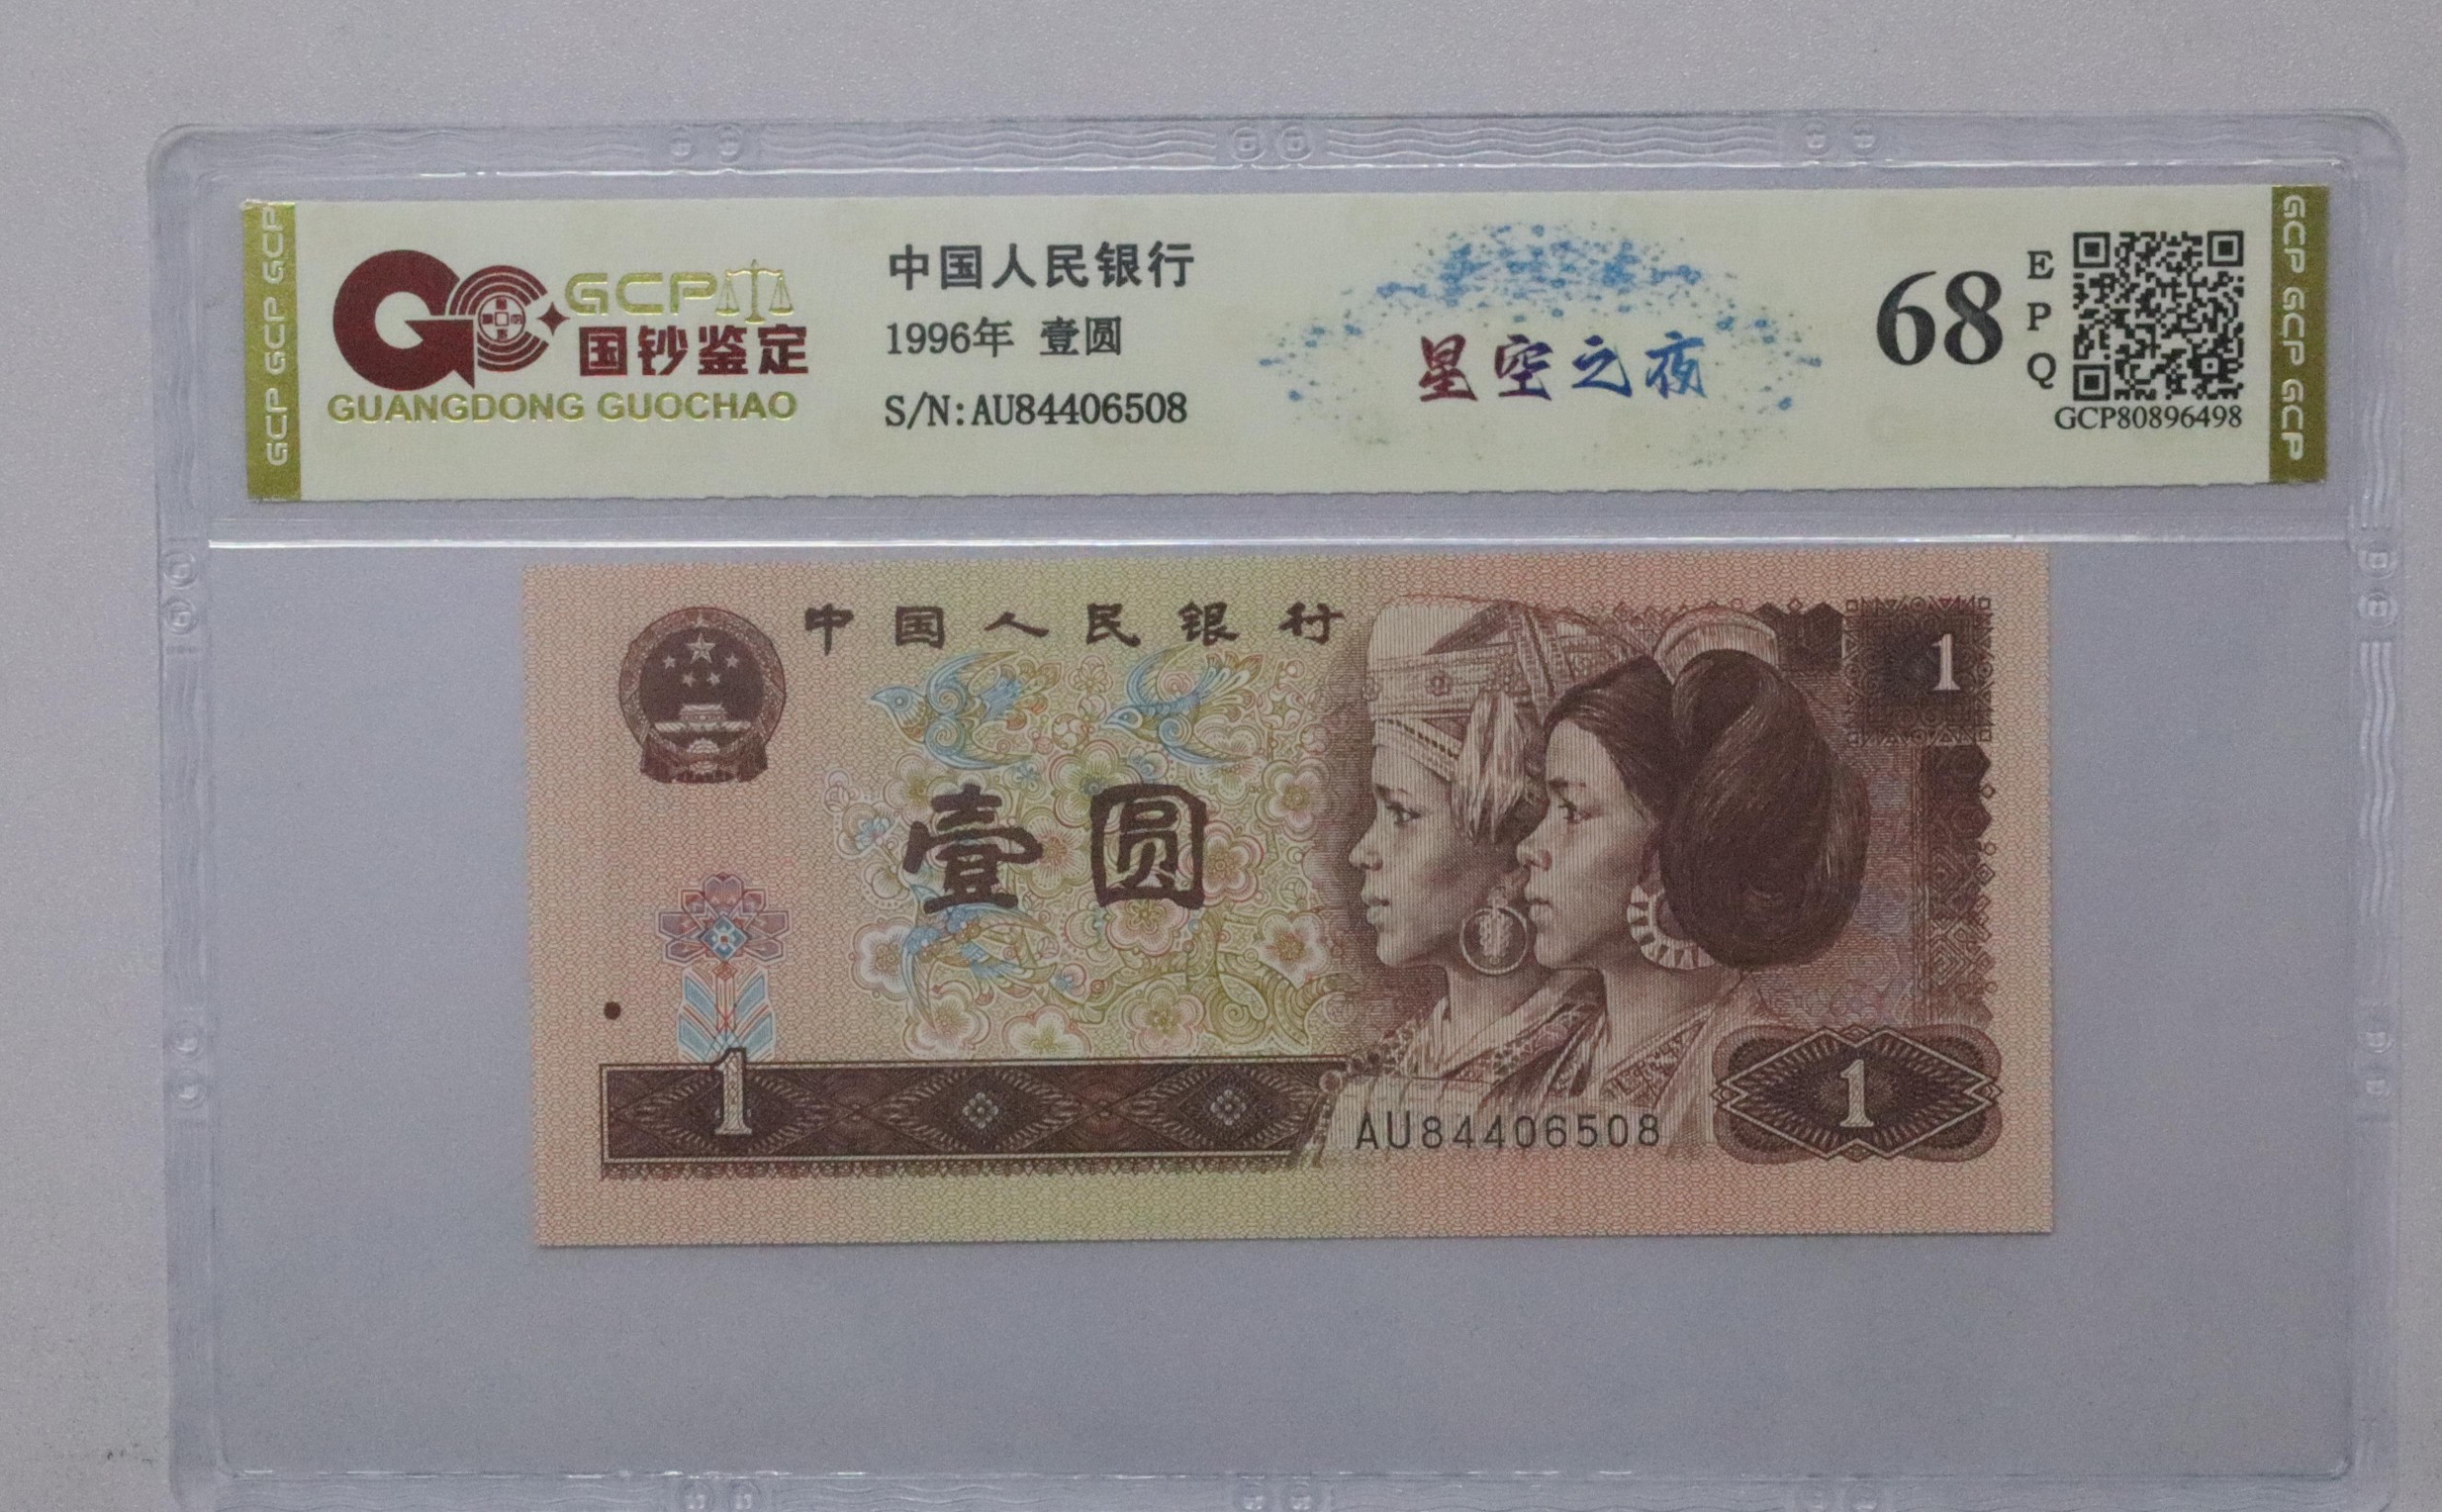 GCP GCP GCP
GCP
国钞鉴定
GUANGDONG GUOCHAO
中国人民银行
1996年 壹圆
S/N:AU84406508
星空之夜
68
EPQ
GCP80896498
GCP GCP GCP
中国人民银行
1
壹圆
1
AU84406508
1